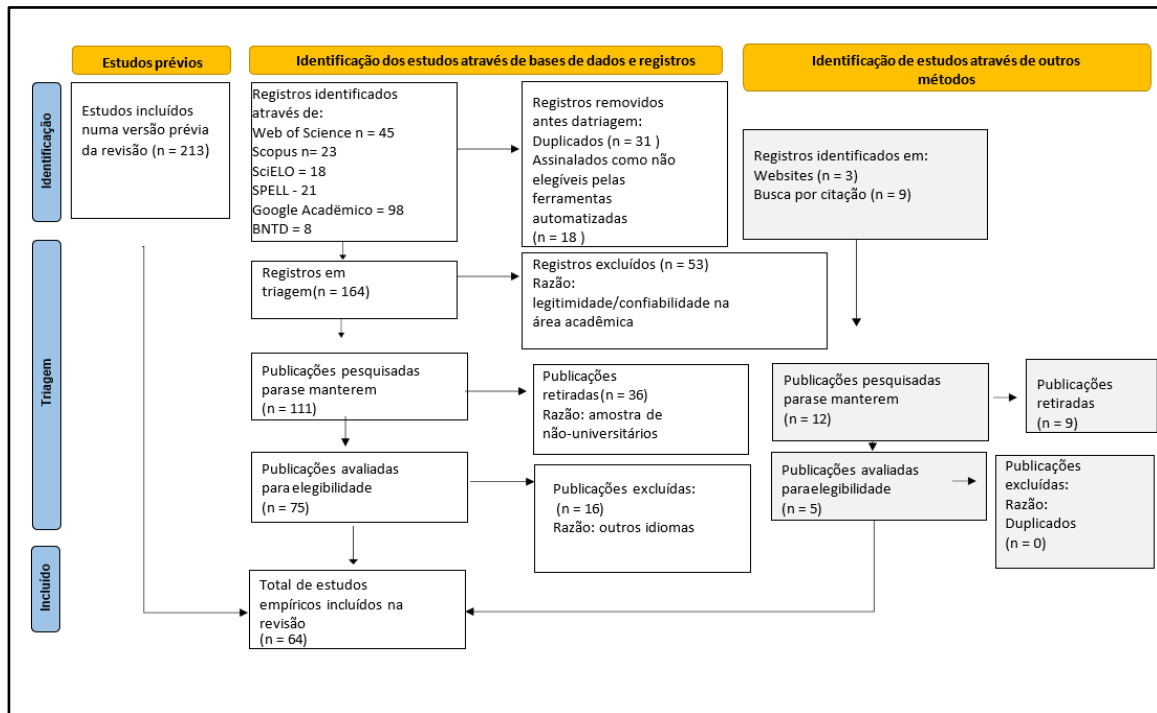 Estudos prévios
Identificação dos estudos através de bases de dados e registros
Identificação de estudos através de outros
métodos
Identificação
Estudos incluídos
numa versão prévia
da revisão (n = 213)
Registros identificados
através de:
Web of Science n = 45
Scopus n= 23
SciELO = 18
SPELL - 21
Google Acadëmico = 98
BNTD = 8
Registros removidos
antes datriagem:
Duplicados (n = 31 )
Assinalados como não
elegíveis pelas
ferramentas
automatizadas
(n = 18 )
Registros identificados em:
Websites (n = 3)
Busca por citação (n = 9)
Triagem
Registros em
triagem(n = 164)
Registros excluídos (n = 53)
Razão:
legitimidade/confiabilidade na
área acadêmica
Publicações pesquisadas
parase manterem
(n = 111)
Publicações
retiradas(n = 36)
Razão: amostra de
não-universitários
Publicações pesquisadas
parase manterem
(n = 12)
Publicações
retiradas
(n = 9)
Publicações avaliadas
paraelegibilidade
(n = 75)
Publicações excluídas:
(n = 16)
Razão: outros idiomas
Publicações avaliadas
paraelegibilidade
(n = 5)
Publicações
excluídas:
Razão:
Duplicados
(n = 0)
Incluído
Total de estudos
empíricos incluídos na
revisão
(n = 64)